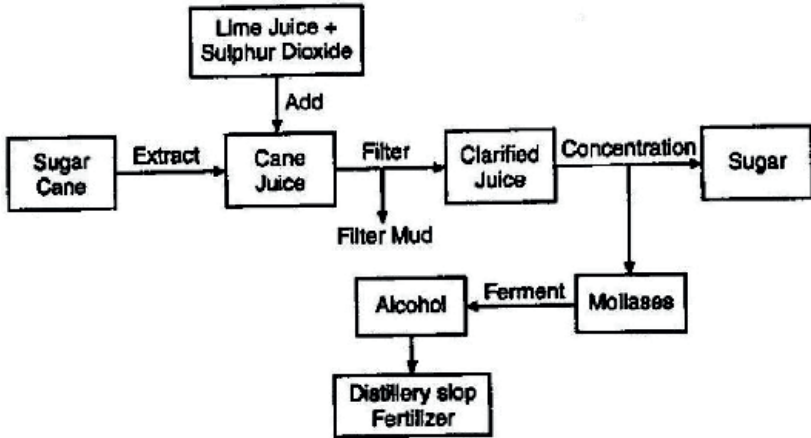 Lime Juice +
Sulphur Dioxide
Add
Sugar
Cane
Extract
Cane
Juice
Filter
Clarified
Juice
Concentration
Sugar
Filter Mud
Alcohol
Ferment
Mollases
Distillery slop
Fertilizer